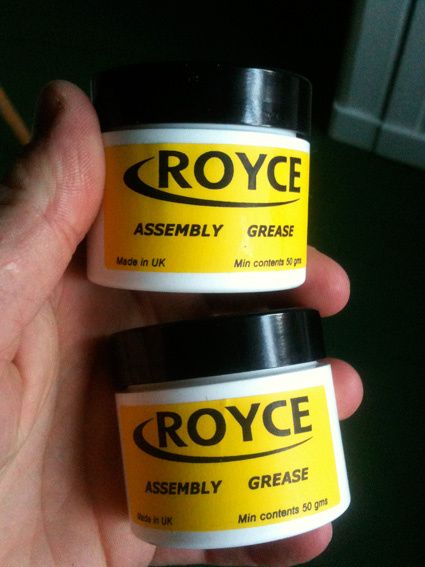 ROYCE
ASSEMBLY GREASE
Made in UK Min contents 50 gms
ROYCE
ASSEMBLY GREASE
Made in UK Min contents 50 gms